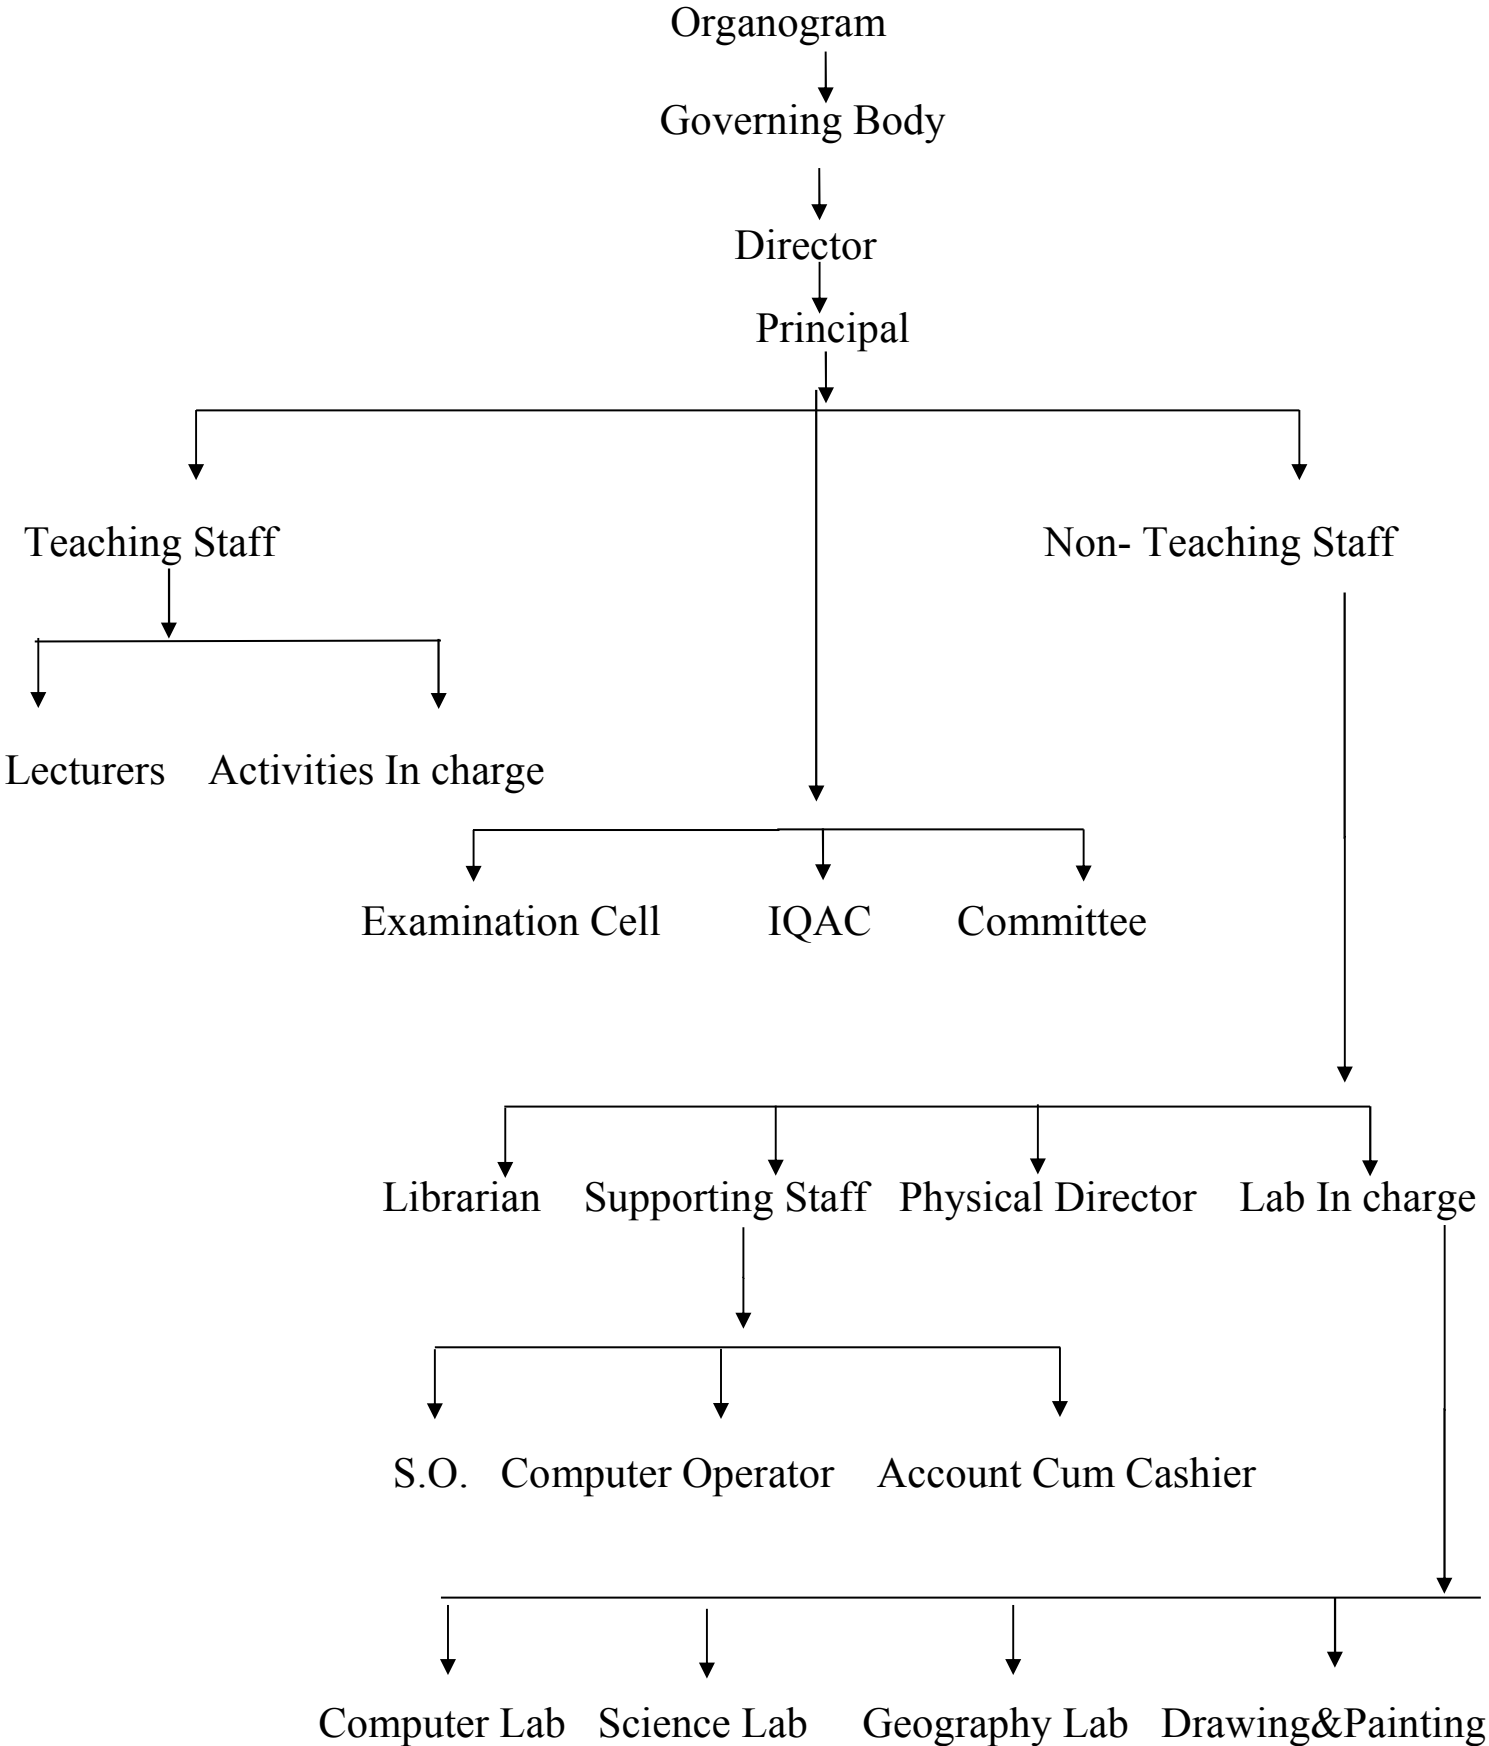 Organogram
Governing Body
Director
Principal
Teaching Staff Non- Teaching Staff
Lecturers Activities In charge
Examination Cell IQAC Committee
Librarian Supporting Staff Physical Director Lab In charge
S.O. Computer Operator Account Cum Cashier
Computer Lab Science Lab Geography Lab Drawing&Painting